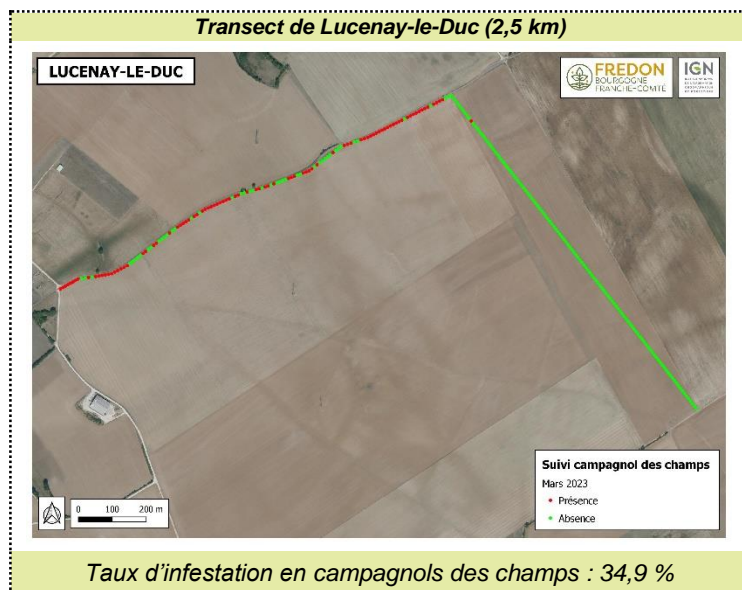 Transect de Lucenay-le-Duc (2,5 km)
LUCENAY-LE-DUC
FREDON
BOURGOGNE
FRANCHE-COMTÉ
IGN
Suivi campagnol des champs
Mars 2023
Présence
Absence
0 100 200 m
Taux d'infestation en campagnols des champs : 34,9 %